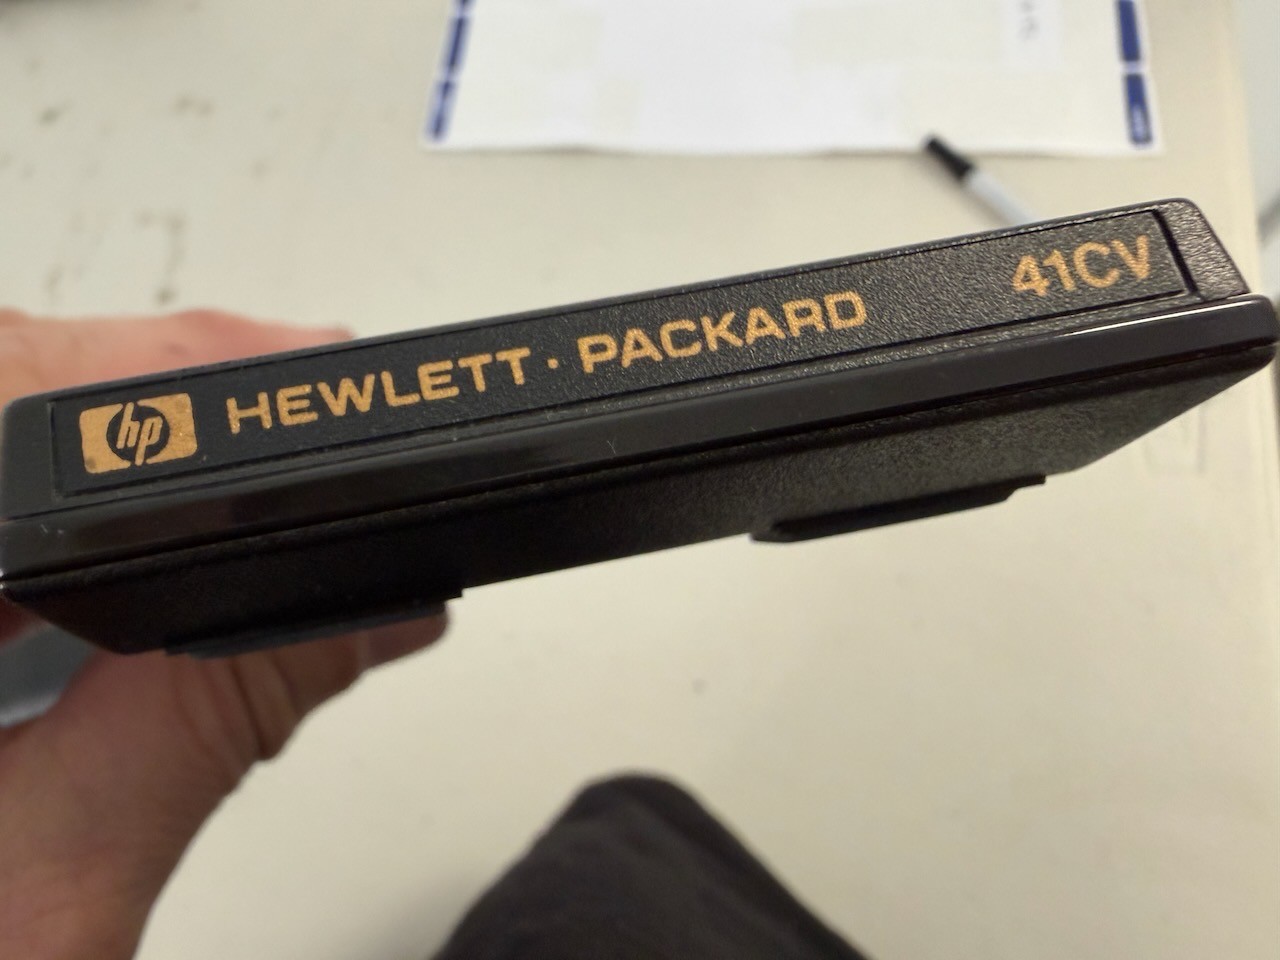 hp HEWLETT · PACKARD 41CV